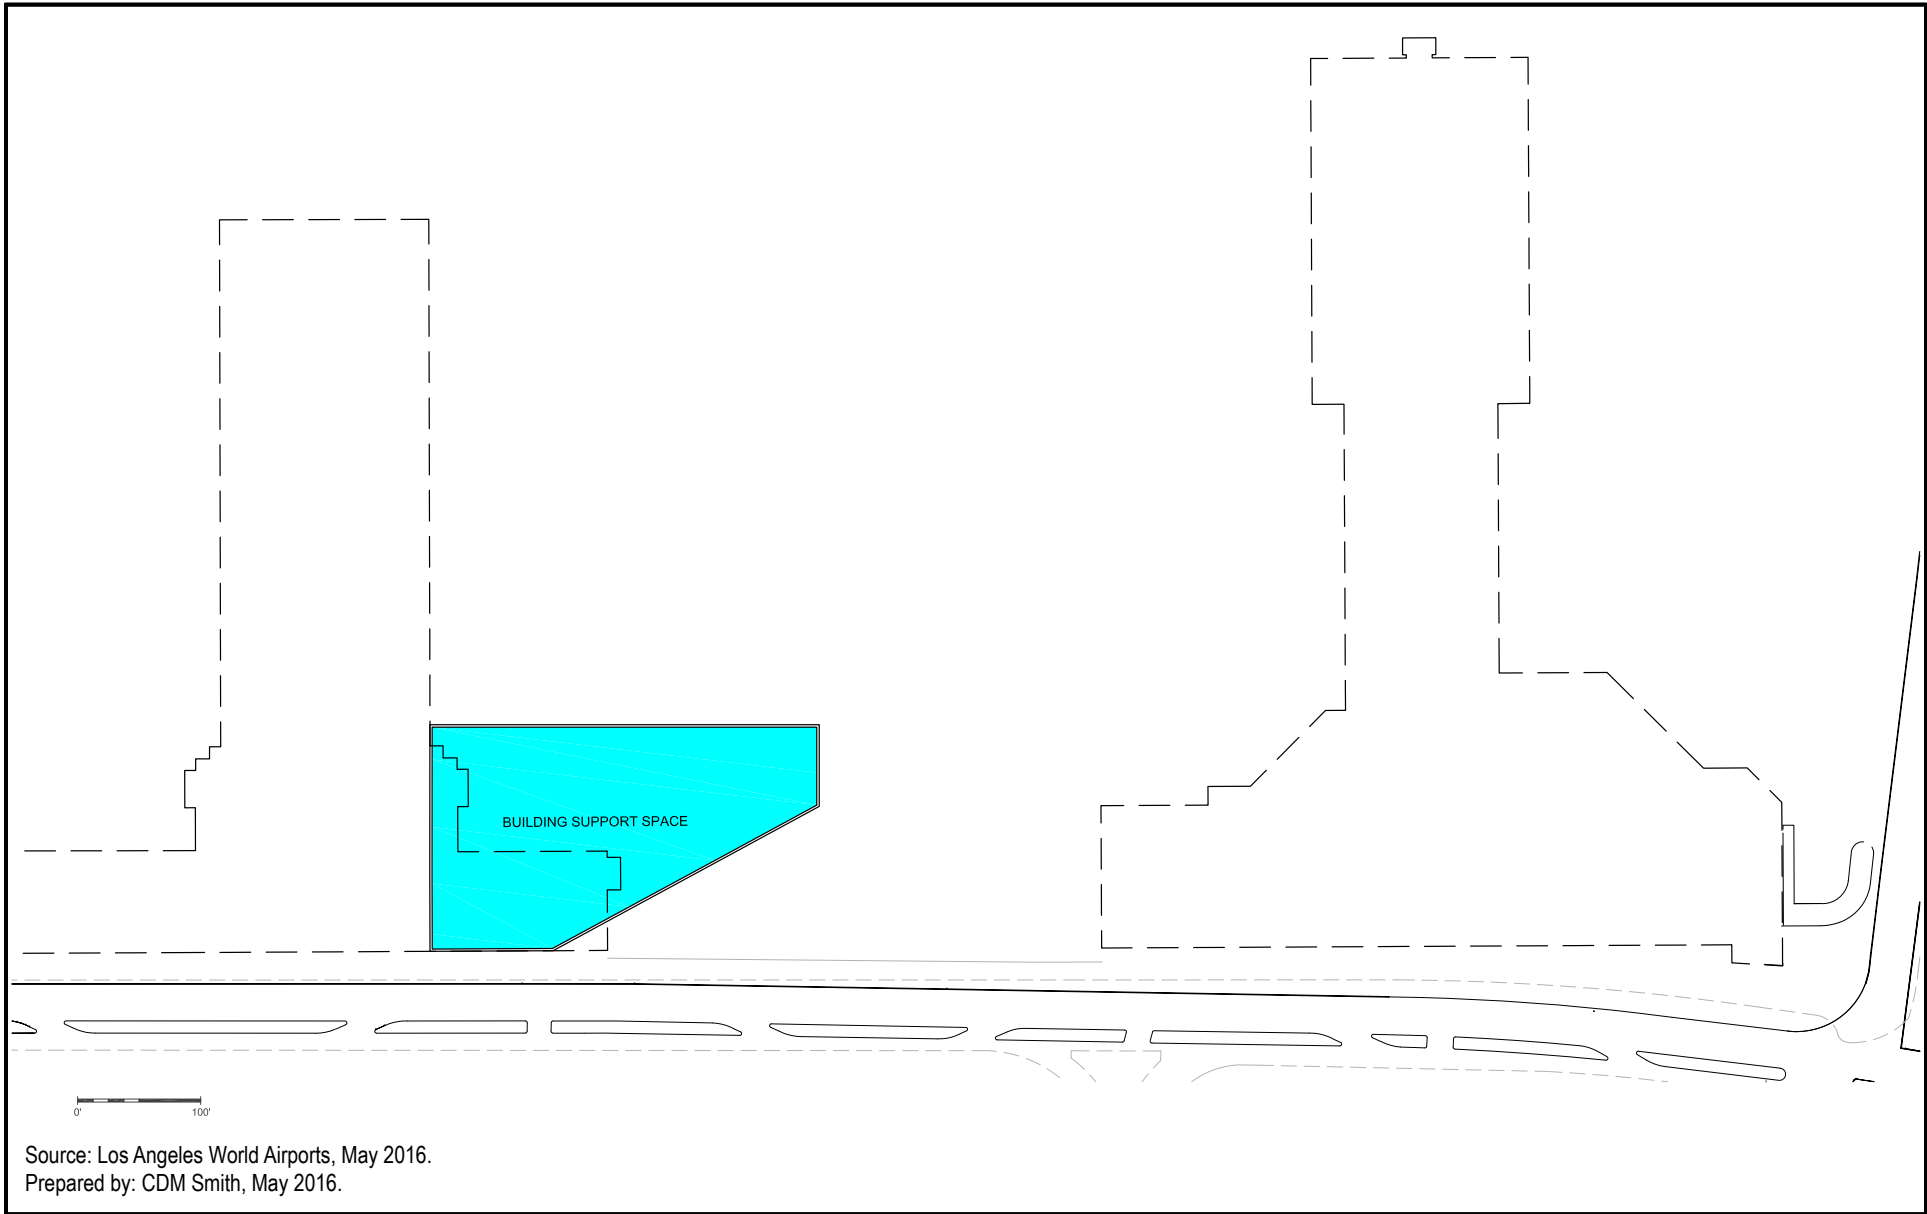 BUILDING SUPPORT SPACE
0' 100'
Source: Los Angeles World Airports, May 2016.
Prepared by: CDM Smith, May 2016.